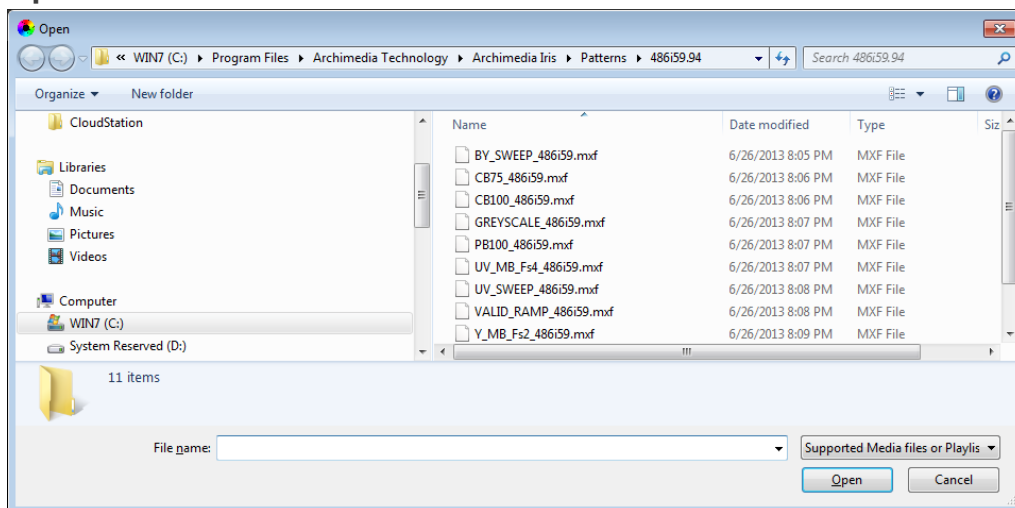 Open
« WIN7 (C:) ▸ Program Files ▸ Archimedia Technology ▸ Archimedia Iris ▸ Patterns ▸ 486i59.94 Search 486i59.94
Organize New folder
CloudStation
Libraries
Documents
Music
Pictures
Videos
Computer
WIN7 (C:)
System Reserved (D:)
Name Date modified Type Siz
BY_SWEEP_486i59.mxf 6/26/2013 8:05 PM MXF File
CB75_486i59.mxf 6/26/2013 8:06 PM MXF File
CB100_486i59.mxf 6/26/2013 8:06 PM MXF File
GREYSCALE_486i59.mxf 6/26/2013 8:07 PM MXF File
PB100_486i59.mxf 6/26/2013 8:07 PM MXF File
UV_MB_Fs4_486i59.mxf 6/26/2013 8:07 PM MXF File
UV_SWEEP_486i59.mxf 6/26/2013 8:08 PM MXF File
VALID_RAMP_486i59.mxf 6/26/2013 8:08 PM MXF File
Y_MB_Fs2_486i59.mxf 6/26/2013 8:09 PM MXF File
11 items
File name: Supported Media files or Playlis
Open Cancel